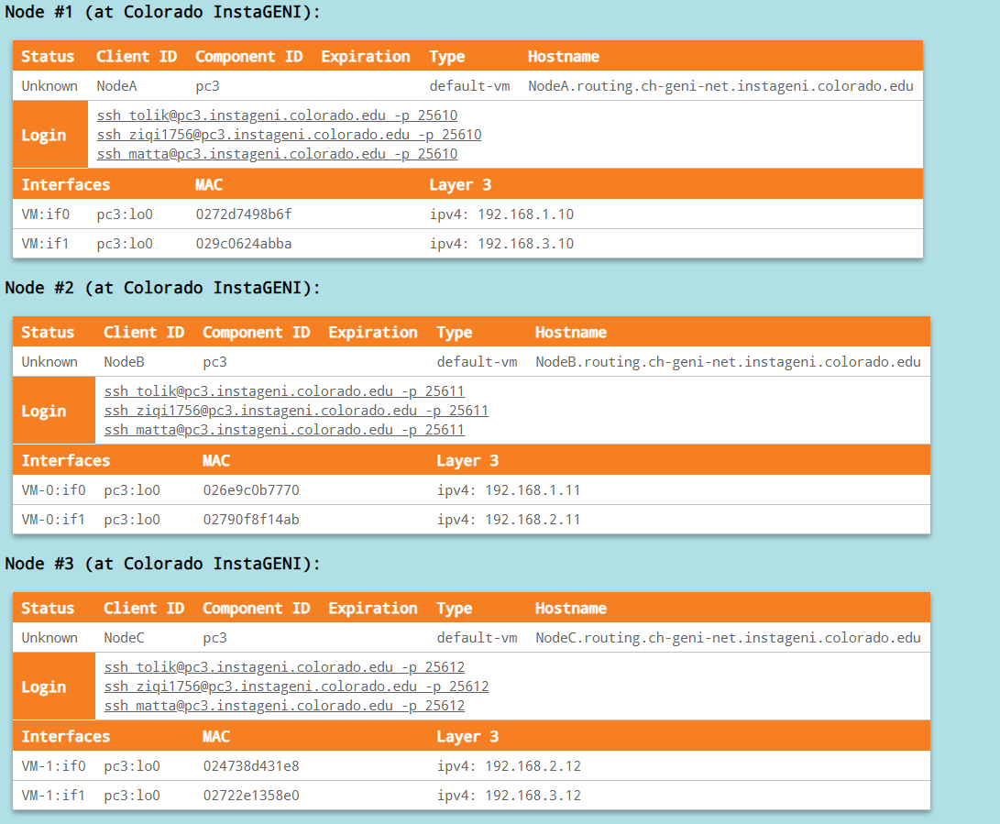 Node #1 (at Colorado InstaGENI):
Status Client ID Component ID Expiration Type Hostname
Unknown NodeA pc3 default-vm NodeA.routing.ch-geni-net.instageni.colorado.edu
Login
ssh tolik@pc3.instageni.colorado.edu -p 25610
ssh ziqi1756@pc3.instageni.colorado.edu -p 25610
ssh matta@pc3.instageni.colorado.edu -p 25610
Interfaces MAC Layer 3
VM:if0 pc3:lo0 0272d7498b6f ipv4: 192.168.1.10
VM:if1 pc3:lo0 029c0624abba ipv4: 192.168.3.10
Node #2 (at Colorado InstaGENI):
Status Client ID Component ID Expiration Type Hostname
Unknown NodeB pc3 default-vm NodeB.routing.ch-geni-net.instageni.colorado.edu
Login
ssh tolik@pc3.instageni.colorado.edu -p 25611
ssh ziqi1756@pc3.instageni.colorado.edu -p 25611
ssh matta@pc3.instageni.colorado.edu -p 25611
Interfaces MAC Layer 3
VM-0:if0 pc3:lo0 026e9c0b7770 ipv4: 192.168.1.11
VM-0:if1 pc3:lo0 02790f8f14ab ipv4: 192.168.2.11
Node #3 (at Colorado InstaGENI):
Status Client ID Component ID Expiration Type Hostname
Unknown NodeC pc3 default-vm NodeC.routing.ch-geni-net.instageni.colorado.edu
Login
ssh tolik@pc3.instageni.colorado.edu -p 25612
ssh ziqi1756@pc3.instageni.colorado.edu -p 25612
ssh matta@pc3.instageni.colorado.edu -p 25612
Interfaces MAC Layer 3
VM-1:if0 pc3:lo0 024738d431e8 ipv4: 192.168.2.12
VM-1:if1 pc3:lo0 02722e1358e0 ipv4: 192.168.3.12